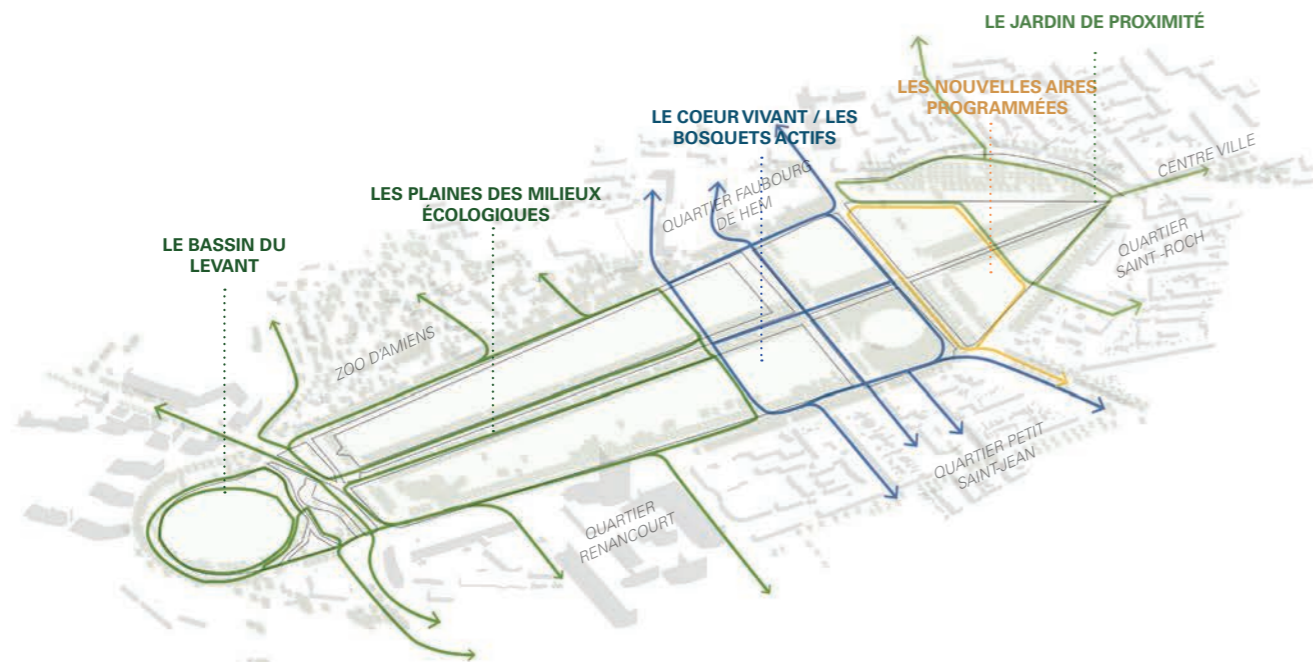 LE JARDIN DE PROXIMITÉ
LES NOUVELLES AIRES
PROGRAMMÉES
LE COEUR VIVANT / LES
BOSQUETS ACTIFS
CENTRE VILLE
LES PLAINES DES MILIEUX
ÉCOLOGIQUES
QUARTIER FAUBOURG
DE HEM
QUARTIER
SAINT-ROCH
LE BASSIN DU
LEVANT
ZOO D'AMIENS
QUARTIER PETIT
SAINT-JEAN
QUARTIER
RENANCOURT